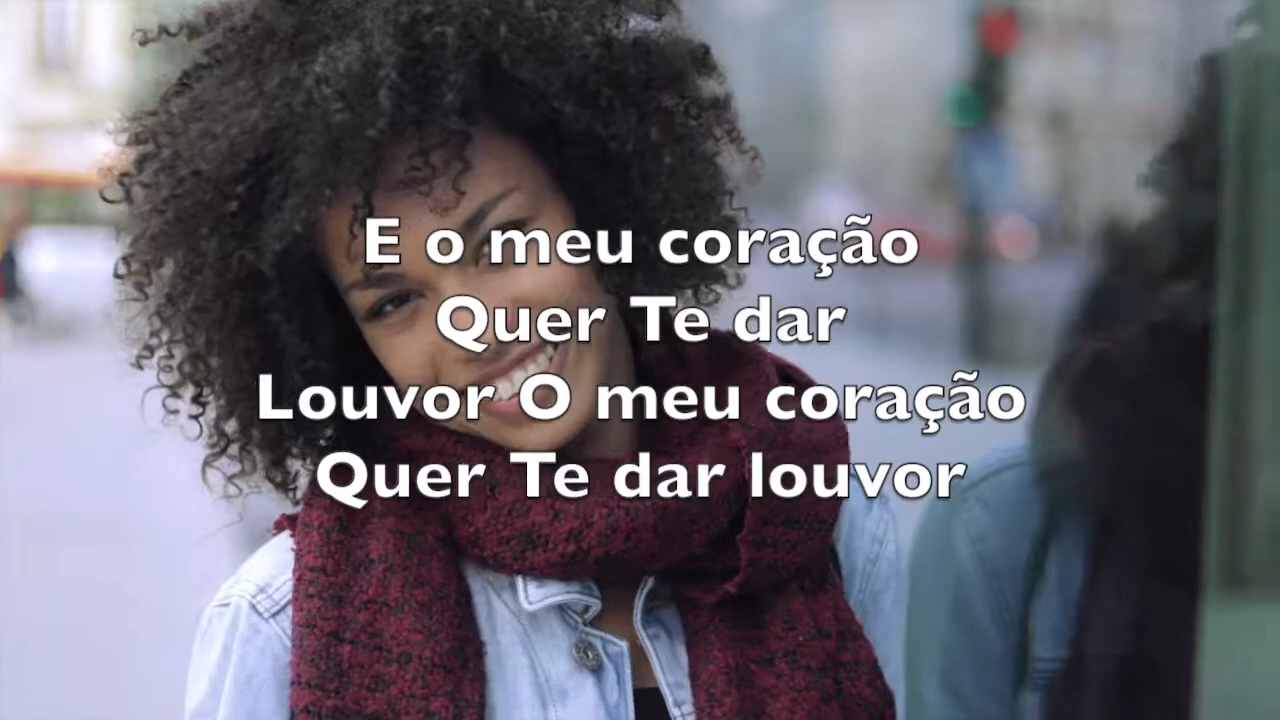 E o meu coração
Quer Te dar
Louvor O meu coração
Quer Te dar louvor